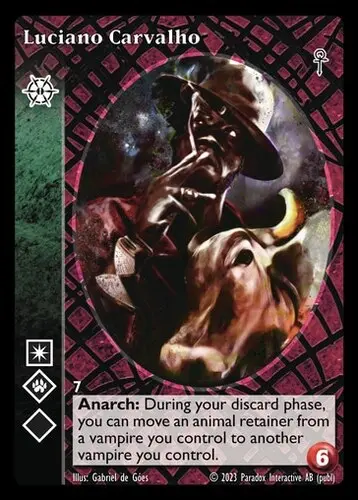 Luciano Carvalho
7
Anarch: During your discard phase,
you can move an animal retainer from
a vampire you control to another
vampire you control.
6
Illus: Gabriel de Góes © 2023 Paradox Interactive AB (publ)